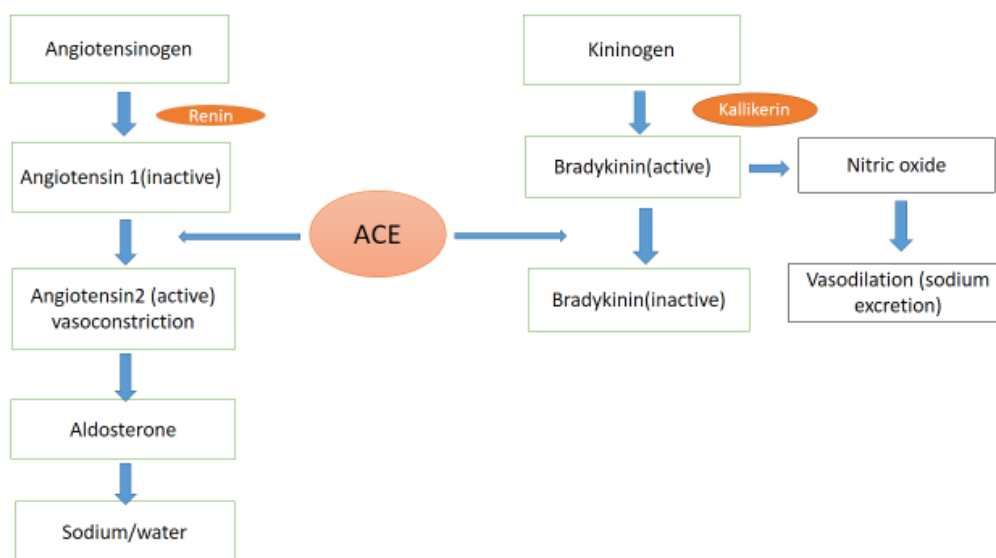 Angiotensinogen
Renin
Angiotensin 1(inactive)
Angiotensin2 (active)
vasoconstriction
Aldosterone
Sodium/water
ACE
Kininogen
Kallikerin
Bradykinin(active)
Bradykinin(inactive)
Nitric oxide
Vasodilation (sodium
excretion)